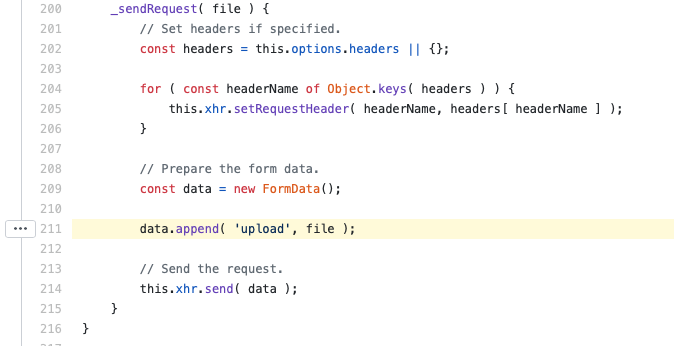 200 _sendRequest( file ) {
201 // Set headers if specified.
202 const headers = this.options.headers || {};
203
204 for ( const headerName of Object.keys( headers ) ) {
205 this.xhr.setRequestHeader( headerName, headers[ headerName ] );
206 }
207
208 // Prepare the form data.
209 const data = new FormData();
210
211 data.append( 'upload', file );
212
213 // Send the request.
214 this.xhr.send( data );
215 }
216 }